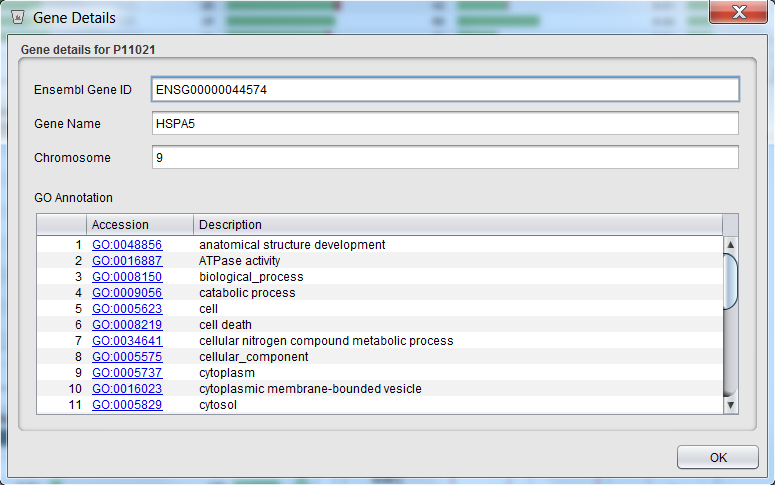 Gene Details
Gene details for P11021
Ensembl Gene ID ENSG00000044574
Gene Name HSPA5
Chromosome 9
GO Annotation
Accession Description
1 GO:0048856 anatomical structure development
2 GO:0016887 ATPase activity
3 GO:0008150 biological_process
4 GO:0009056 catabolic process
5 GO:0005623 cell
6 GO:0008219 cell death
7 GO:0034641 cellular nitrogen compound metabolic process
8 GO:0005575 cellular_component
9 GO:0005737 cytoplasm
10 GO:0016023 cytoplasmic membrane-bounded vesicle
11 GO:0005829 cytosol
OK